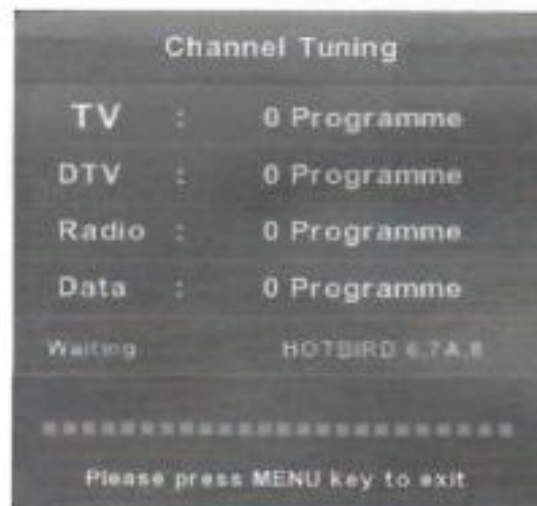 Channel Tuning
TV : 0 Programme
DTV : 0 Programme
Radio : 0 Programme
Data : 0 Programme
Waiting HOTBIRD 6,7A,8
Please press MENU key to exit